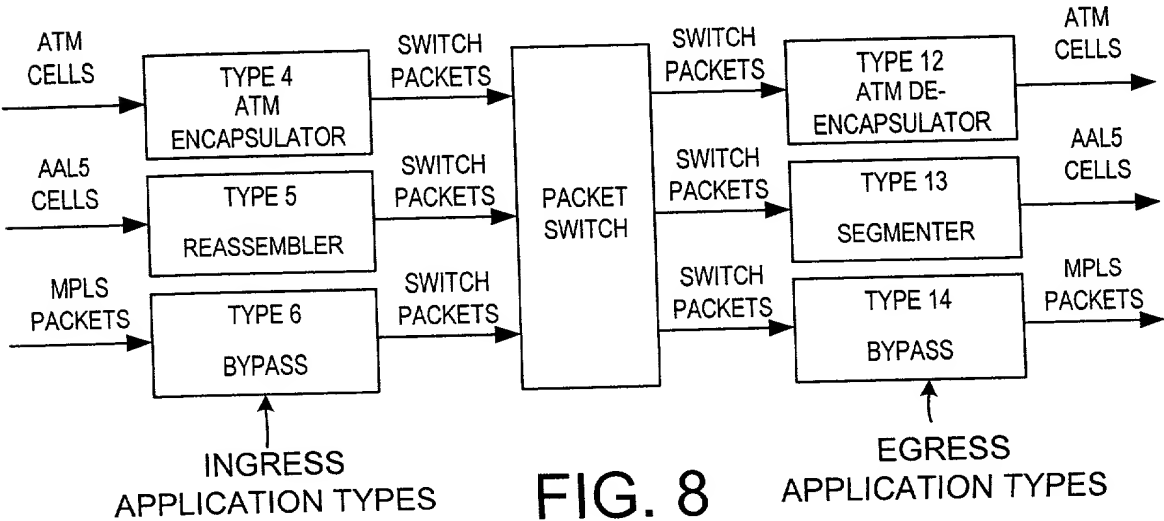 ATM
CELLS
TYPE 4
ATM
ENCAPSULATOR
SWITCH
PACKETS
AAL5
CELLS
TYPE 5
REASSEMBLER
SWITCH
PACKETS
MPLS
PACKETS
TYPE 6
BYPASS
SWITCH
PACKETS
PACKET
SWITCH
SWITCH
PACKETS
TYPE 12
ATM DE-
ENCAPSULATOR
ATM
CELLS
SWITCH
PACKETS
TYPE 13
SEGMENTER
AAL5
CELLS
SWITCH
PACKETS
TYPE 14
BYPASS
MPLS
PACKETS
INGRESS
APPLICATION TYPES
FIG. 8
EGRESS
APPLICATION TYPES